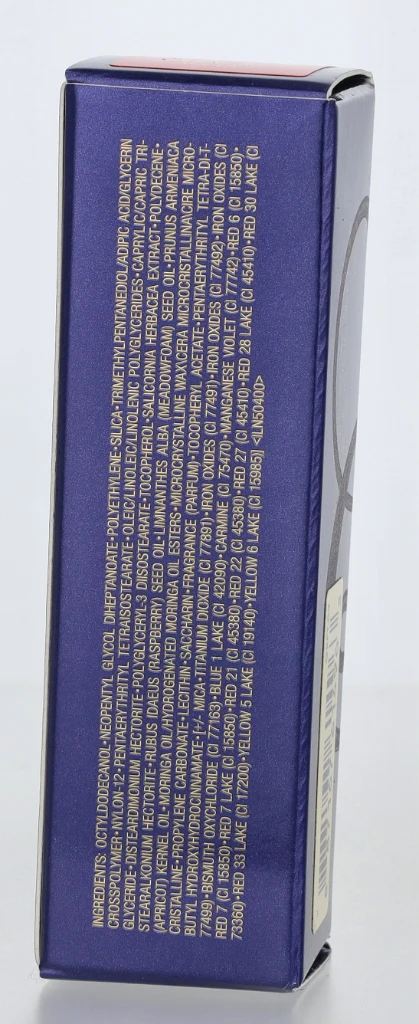 INGREDIENTS: OCTYLDODECANOL•NEOPENTYL GLYCOL DIHEPTANOATE•POLYETHYLENE•SILICA•TRIMETHYLPENTANEDIOL/ADIPIC ACID/GLYCERIN
CROSSPOLYMER•NYLON-12•PENTAERYTHRITYL TETRAISOSTEARATE•OLEIC/LINOLEIC/LINOLENIC POLYGLYCERIDES•CAPRYLIC/CAPRIC TRI-
GLYCERIDE•DISTEARDIMONIUM HECTORITE•POLYGLYCERYL-3 DIISOSTEARATE•TOCOPHEROL•SALICORNIA HERBACEA EXTRACT•POLYDECENE•
STEARALKONIUM HECTORITE•RUBUS IDAEUS (RASPBERRY) SEED OIL•LIMNANTHES ALBA (MEADOWFOAM) SEED OIL•PRUNUS ARMENIACA
(APRICOT) KERNEL OIL•MORINGA OIL/HYDROGENATED MORINGA OIL ESTERS•MICROCRYSTALLINE WAX\CERA MICROCRISTALLINA\CIRE MICRO-
CRISTALLINE•PROPYLENE CARBONATE•LECITHIN•SACCHARIN•FRAGRANCE (PARFUM)•TOCOPHERYL ACETATE•PENTAERYTHRITYL TETRA-DI-T-
BUTYL HYDROXYHYDROCINNAMATE•[+/- MICA•TITANIUM DIOXIDE (CI 77891)•IRON OXIDES (CI 77491)•IRON OXIDES (CI 77492)•IRON OXIDES (CI
77499)•BISMUTH OXYCHLORIDE (CI 77163)•BLUE 1 LAKE (CI 42090)•CARMINE (CI 75470)•MANGANESE VIOLET (CI 77742)•RED 6 (CI 15850)•
RED 7 (CI 15850)•RED 7 LAKE (CI 15850)•RED 21 (CI 45380)•RED 22 (CI 45380)•RED 27 (CI 45410)•RED 28 LAKE (CI 45410)•RED 30 LAKE (CI
73360)•RED 33 LAKE (CI 17200)•YELLOW 5 LAKE (CI 19140)•YELLOW 6 LAKE (CI 15985)] <ILN50400>